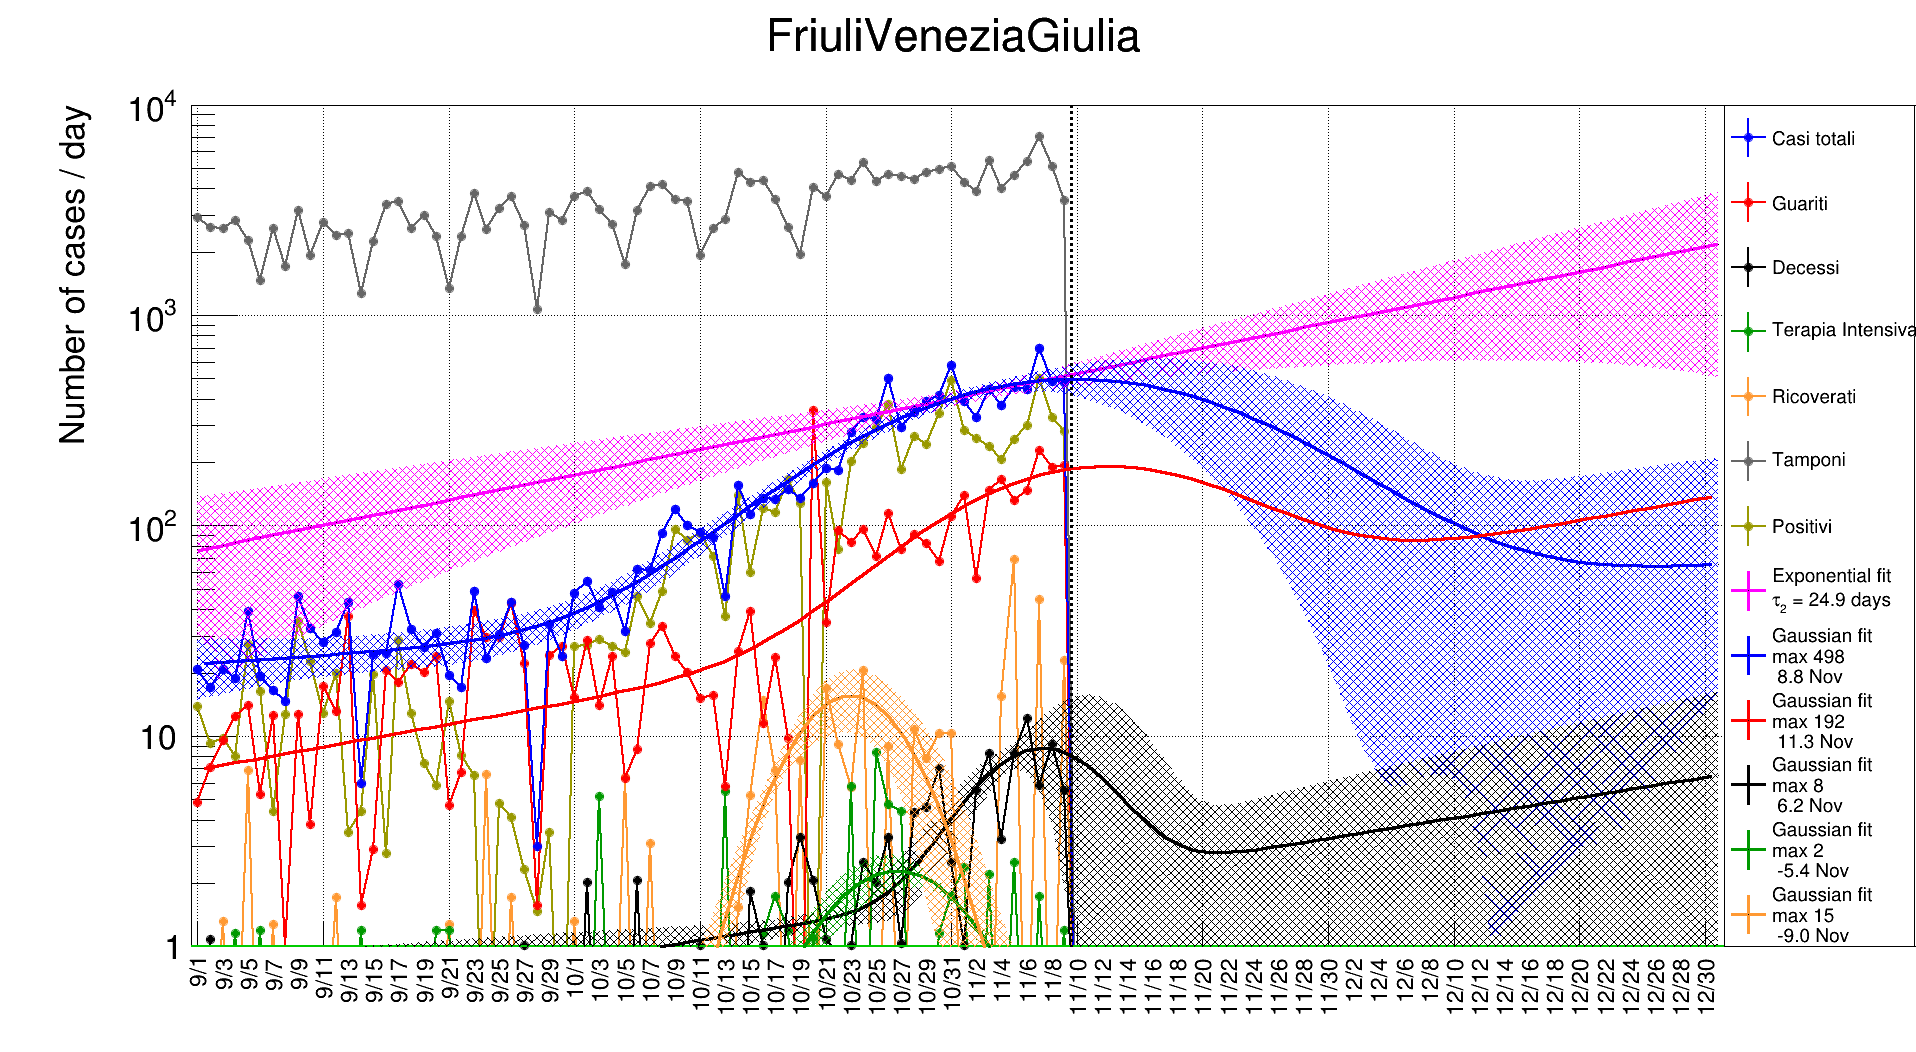 FriuliVeneziaGiulia
Number of cases / day
10^4
10^3
10^2
10
1
9/1
9/3
9/5
9/7
9/9
9/11
9/13
9/15
9/17
9/19
9/21
9/23
9/25
9/27
9/29
10/1
10/3
10/5
10/7
10/9
10/11
10/13
10/15
10/17
10/19
10/21
10/23
10/25
10/27
10/29
10/31
11/2
11/4
11/6
11/8
11/10
11/12
11/14
11/16
11/18
11/20
11/22
11/24
11/26
11/28
11/30
12/2
12/4
12/6
12/8
12/10
12/12
12/14
12/16
12/18
12/20
12/22
12/24
12/26
12/28
12/30
Casi totali
Guariti
Decessi
Terapia Intensiva
Ricoverati
Tamponi
Positivi
Exponential fit
τ2 = 24.9 days
Gaussian fit
max 498
8.8 Nov
Gaussian fit
max 192
11.3 Nov
Gaussian fit
max 8
6.2 Nov
Gaussian fit
max 2
-5.4 Nov
Gaussian fit
max 15
-9.0 Nov